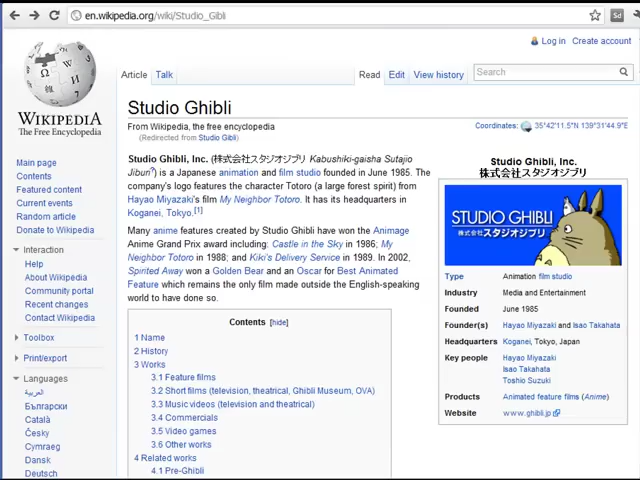 en.wikipedia.org/wiki/Studio_Gibli
Sd
Log in Create account
Article Talk
Read Edit View history
Search
WIKIPEDIA
The Free Encyclopedia
Studio Ghibli
From Wikipedia, the free encyclopedia
(Redirected from Studio Gibli)
Coordinates: 35°42′11.5″N 139°31′44.9″E
Studio Ghibli, Inc. (株式会社スタジオジブリ Kabushiki-gaisha Sutajio
Jiburi?) is a Japanese animation and film studio founded in June 1985. The
company's logo features the character Totoro (a large forest spirit) from
Hayao Miyazaki's film My Neighbor Totoro. It has its headquarters in
Koganei, Tokyo.[1]
Many anime features created by Studio Ghibli have won the Animage
Anime Grand Prix award including: Castle in the Sky in 1986; My
Neighbor Totoro in 1988; and Kiki's Delivery Service in 1989. In 2002,
Spirited Away won a Golden Bear and an Oscar for Best Animated
Feature which remains the only film made outside the English-speaking
world to have done so.
Contents [hide]
1 Name
2 History
3 Works
3.1 Feature films
3.2 Short films (television, theatrical, Ghibli Museum, OVA)
3.3 Music videos (television and theatrical)
3.4 Commercials
3.5 Video games
3.6 Other works
4 Related works
4.1 Pre-Ghibli
Studio Ghibli, Inc.
株式会社スタジオジブリ
STUDIO GHIBLI
株式会社スタジオジブリ
Type Animation film studio
Industry Media and Entertainment
Founded June 1985
Founder(s) Hayao Miyazaki and Isao Takahata
Headquarters Koganei, Tokyo, Japan
Key people Hayao Miyazaki
Isao Takahata
Toshio Suzuki
Products Animated feature films (Anime)
Website www.ghibli.jp
Main page
Contents
Featured content
Current events
Random article
Donate to Wikipedia
Interaction
Help
About Wikipedia
Community portal
Recent changes
Contact Wikipedia
Toolbox
Print/export
Languages
العربية
Български
Català
Česky
Cymraeg
Dansk
Deutsch